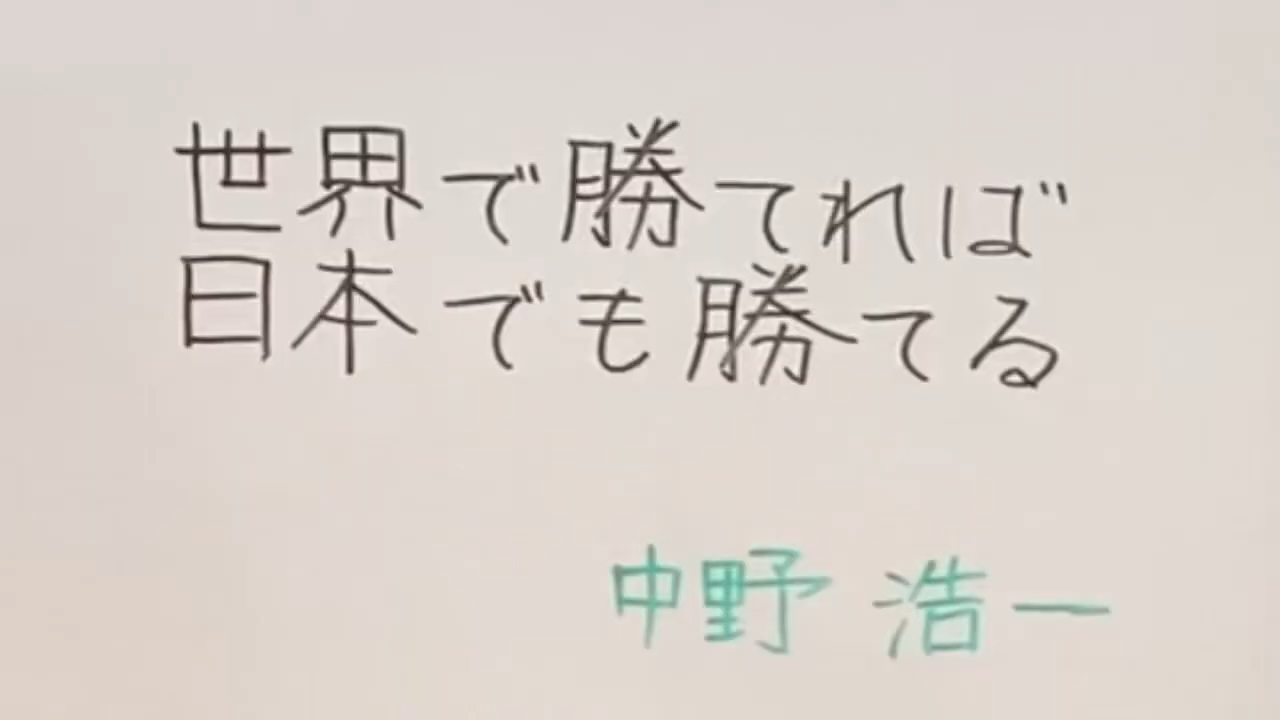 世界で勝てれば
日本でも勝てる
中野 浩一